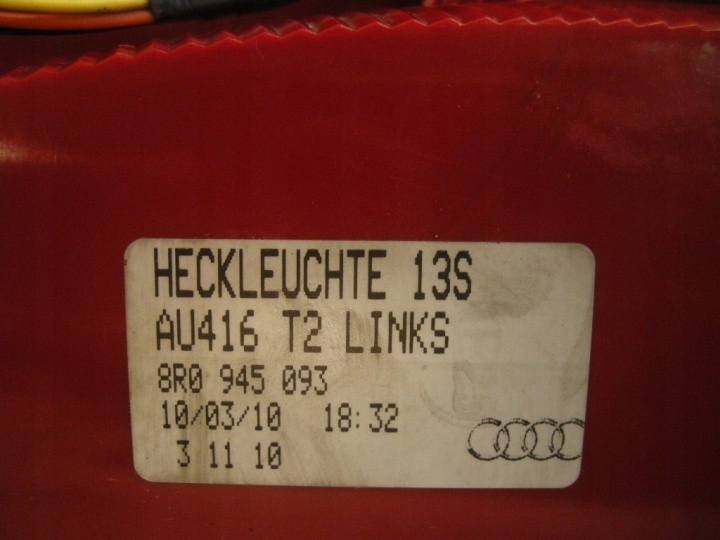 HECKLEUCHTE 13S
AU416 T2 LINKS
8R0 945 093
10/03/10 18:32
3 11 10